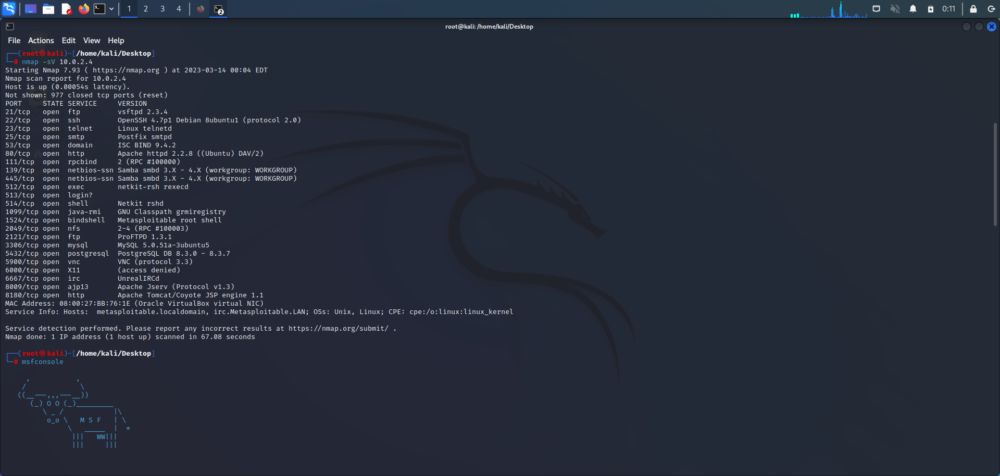 1 2 3 4 2 0:11
root@kali: /home/kali/Desktop
File Actions Edit View Help
┌──(root㉿kali)-[/home/kali/Desktop]
└─# nmap -sV 10.0.2.4
Starting Nmap 7.93 ( https://nmap.org ) at 2023-03-14 00:04 EDT
Nmap scan report for 10.0.2.4
Host is up (0.00054s latency).
Not shown: 977 closed tcp ports (reset)
PORT     STATE SERVICE     VERSION
21/tcp   open  ftp         vsftpd 2.3.4
22/tcp   open  ssh         OpenSSH 4.7p1 Debian 8ubuntu1 (protocol 2.0)
23/tcp   open  telnet      Linux telnetd
25/tcp   open  smtp        Postfix smtpd
53/tcp   open  domain      ISC BIND 9.4.2
80/tcp   open  http        Apache httpd 2.2.8 ((Ubuntu) DAV/2)
111/tcp  open  rpcbind     2 (RPC #100000)
139/tcp  open  netbios-ssn Samba smbd 3.X - 4.X (workgroup: WORKGROUP)
445/tcp  open  netbios-ssn Samba smbd 3.X - 4.X (workgroup: WORKGROUP)
512/tcp  open  exec        netkit-rsh rexecd
513/tcp  open  login?
514/tcp  open  shell       Netkit rshd
1099/tcp open  java-rmi    GNU Classpath grmiregistry
1524/tcp open  bindshell   Metasploitable root shell
2049/tcp open  nfs         2-4 (RPC #100003)
2121/tcp open  ftp         ProFTPD 1.3.1
3306/tcp open  mysql       MySQL 5.0.51a-3ubuntu5
5432/tcp open  postgresql  PostgreSQL DB 8.3.0 - 8.3.7
5900/tcp open  vnc         VNC (protocol 3.3)
6000/tcp open  X11         (access denied)
6667/tcp open  irc         UnrealIRCd
8009/tcp open  ajp13       Apache Jserv (Protocol v1.3)
8180/tcp open  http        Apache Tomcat/Coyote JSP engine 1.1
MAC Address: 08:00:27:BB:76:1E (Oracle VirtualBox virtual NIC)
Service Info: Hosts:  metasploitable.localdomain, irc.Metasploitable.LAN; OSs: Unix, Linux; CPE: cpe:/o:linux:linux_kernel
Service detection performed. Please report any incorrect results at https://nmap.org/submit/ .
Nmap done: 1 IP address (1 host up) scanned in 67.08 seconds
┌──(root㉿kali)-[/home/kali/Desktop]
└─# msfconsole
     ,           ,
    /             \
   ((__---,,,---__))
      (_) O O (_)_________
         \ _ /            |\
          o_o \   M S F   | \
               \   _____  |  *
                |||   WW|||
                |||     |||